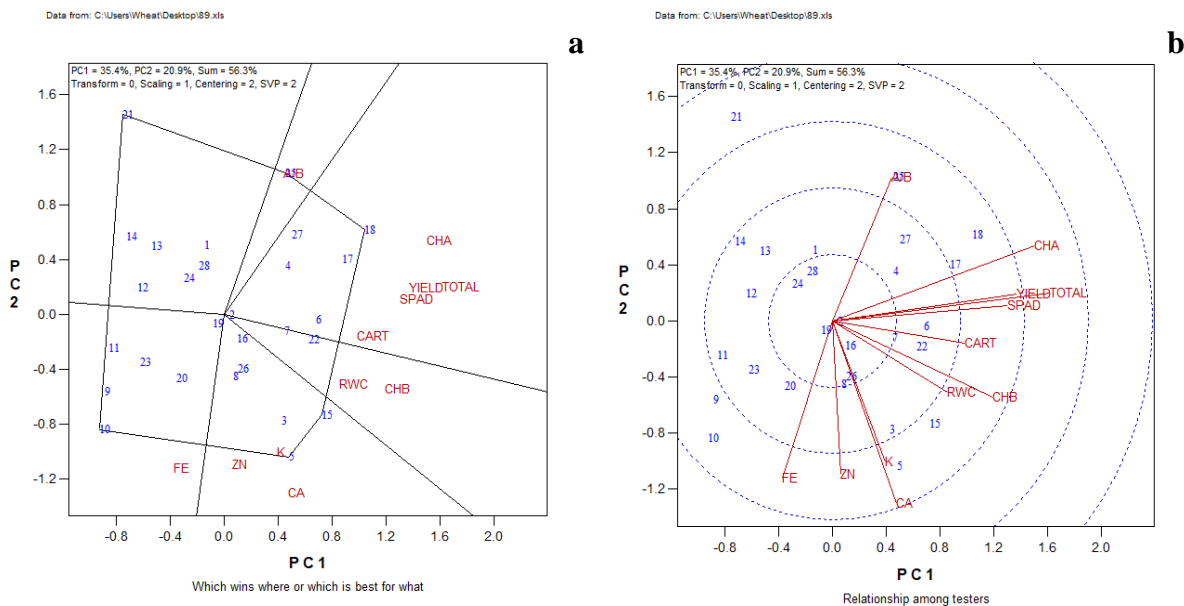 Data from: C:\Users\Wheat\Desktop\89.xls
a
PC1 = 35.4%, PC2 = 20.9%, Sum = 56.3%
Transform = 0, Scaling = 1, Centering = 2, SVP = 2
1.6
1.2
0.8
0.4
0.0
-0.4
-0.8
-1.2
PC2
21
A/B
18
14
13
1
27
CHA
17
28
4
24
12
YIELD
TOTAL
SPAD
2
19
6
7
16
22
CART
11
23
20
8
26
9
RWC
CHB
3
15
10
5
K
FE
ZN
CA
-0.8
-0.4
0.0
0.4
0.8
1.2
1.6
2.0
PC1
Which wins where or which is best for what
Data from: C:\Users\Wheat\Desktop\89.xls
b
PC1 = 35.4%, PC2 = 20.9%, Sum = 56.3%
Transform = 0, Scaling = 1, Centering = 2, SVP = 2
1.6
1.2
0.8
0.4
0.0
-0.4
-0.8
-1.2
PC2
21
A/B
18
14
13
1
27
CHA
17
28
4
24
12
YIELD
TOTAL
SPAD
19
6
7
16
22
CART
11
23
20
8
26
9
RWC
CHB
3
15
10
5
K
FE
ZN
CA
-0.8
-0.4
0.0
0.4
0.8
1.2
1.6
2.0
PC1
Relationship among testers